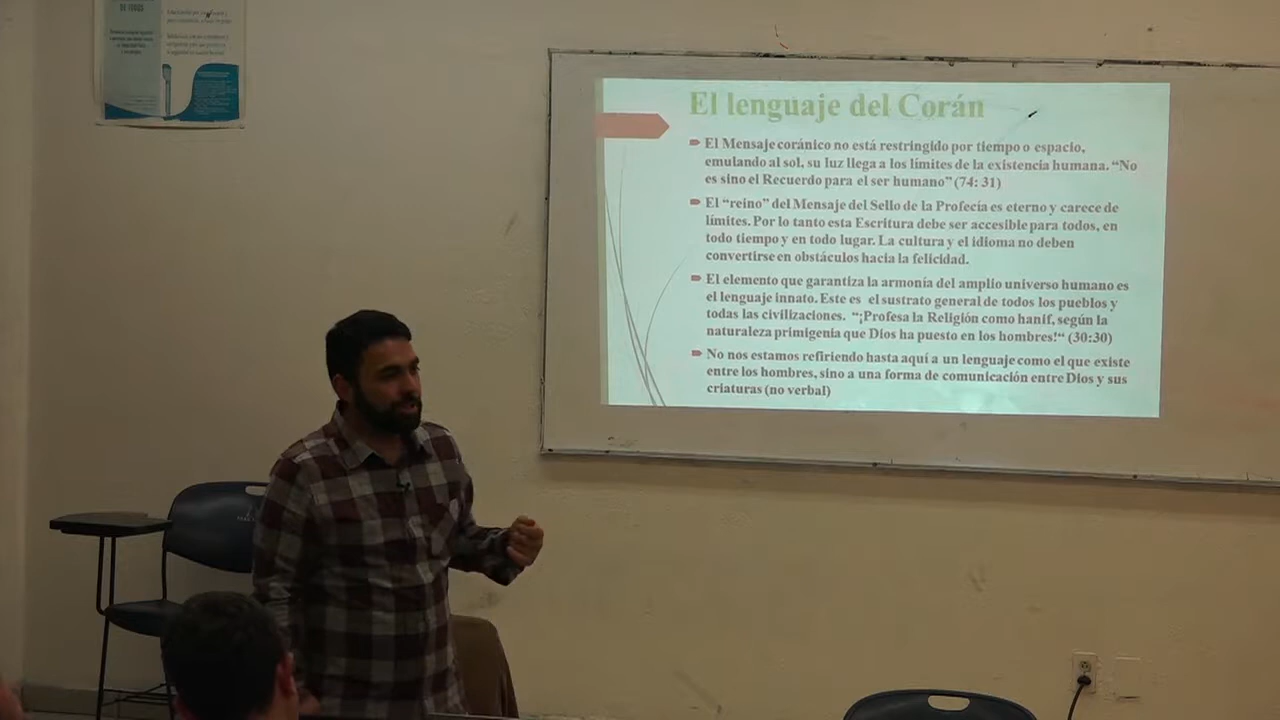 DE TODOS
El lenguaje del Corán
El Mensaje coránico no está restringido por tiempo o espacio,
emulando al sol, su luz llega a los límites de la existencia humana. “No
es sino el Recuerdo para el ser humano” (74: 31)
El “reino” del Mensaje del Sello de la Profecía es eterno y carece de
límites. Por lo tanto esta Escritura debe ser accesible para todos, en
todo tiempo y en todo lugar. La cultura y el idioma no deben
convertirse en obstáculos hacia la felicidad.
El elemento que garantiza la armonía del amplio universo humano es
el lenguaje innato. Este es el sustrato general de todos los pueblos y
todas las civilizaciones. “¡Profesa la Religión como hanif, según la
naturaleza primigenia que Dios ha puesto en los hombres!“ (30:30)
No nos estamos refiriendo hasta aquí a un lenguaje como el que existe
entre los hombres, sino a una forma de comunicación entre Dios y sus
criaturas (no verbal)